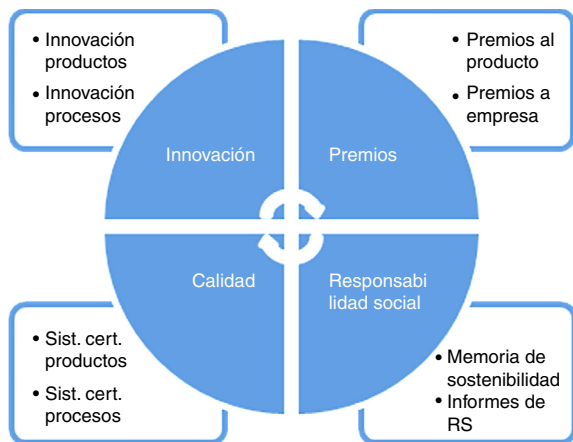 • Innovación
productos
• Innovación
procesos
• Premios al
producto
• Premios a
empresa
Innovación
Premios
Calidad
Responsabi
lidad social
• Sist. cert.
productos
• Sist. cert.
procesos
• Memoria de
sostenibilidad
• Informes de
RS